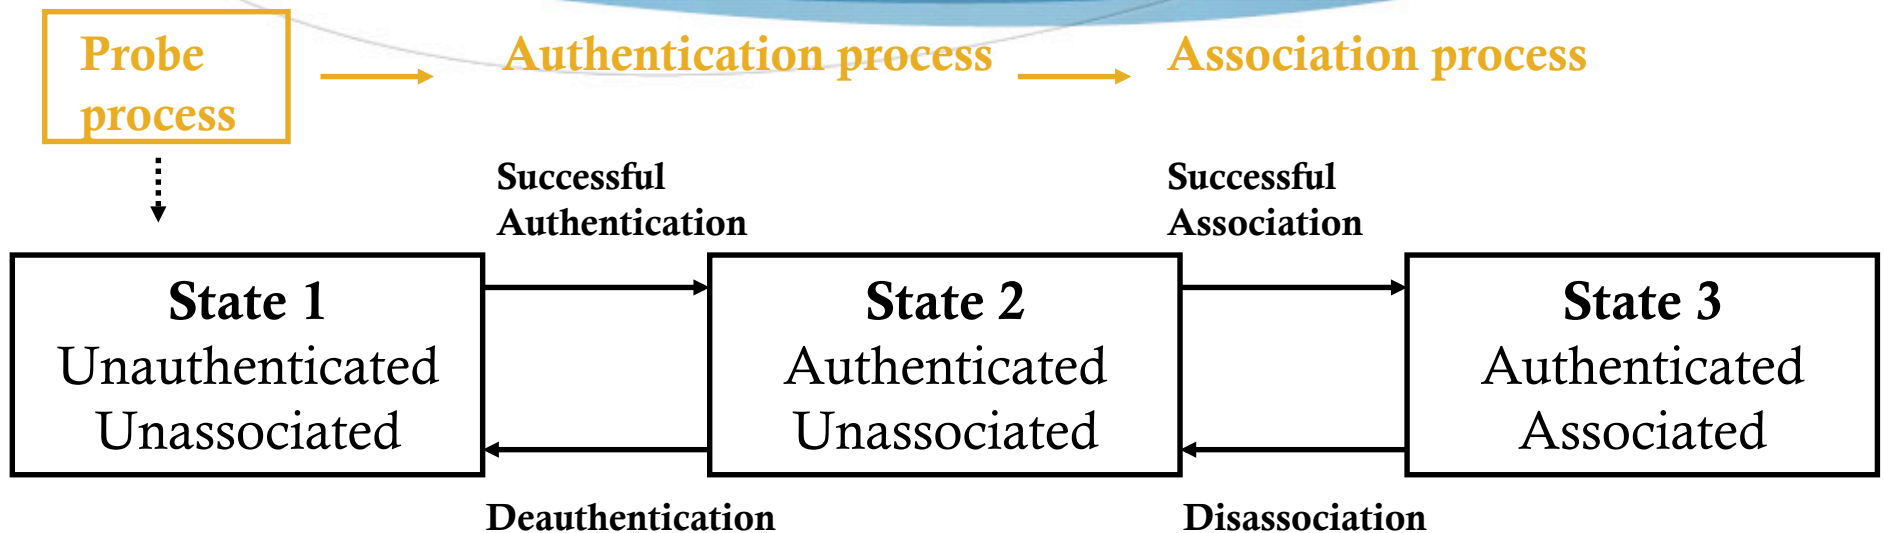 Probe
process
Authentication process
Association process
Successful
Authentication
Successful
Association
State 1
Unauthenticated
Unassociated
State 2
Authenticated
Unassociated
State 3
Authenticated
Associated
Deauthentication
Disassociation